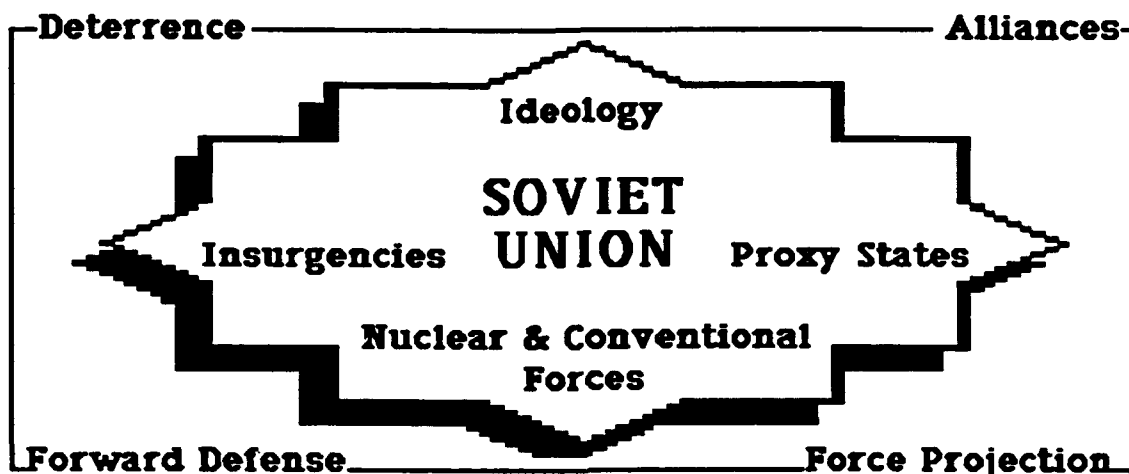 Deterrence Alliances
Ideology
SOVIET
UNION
Insurgencies Proxy States
Nuclear & Conventional
Forces
Forward Defense Force Projection